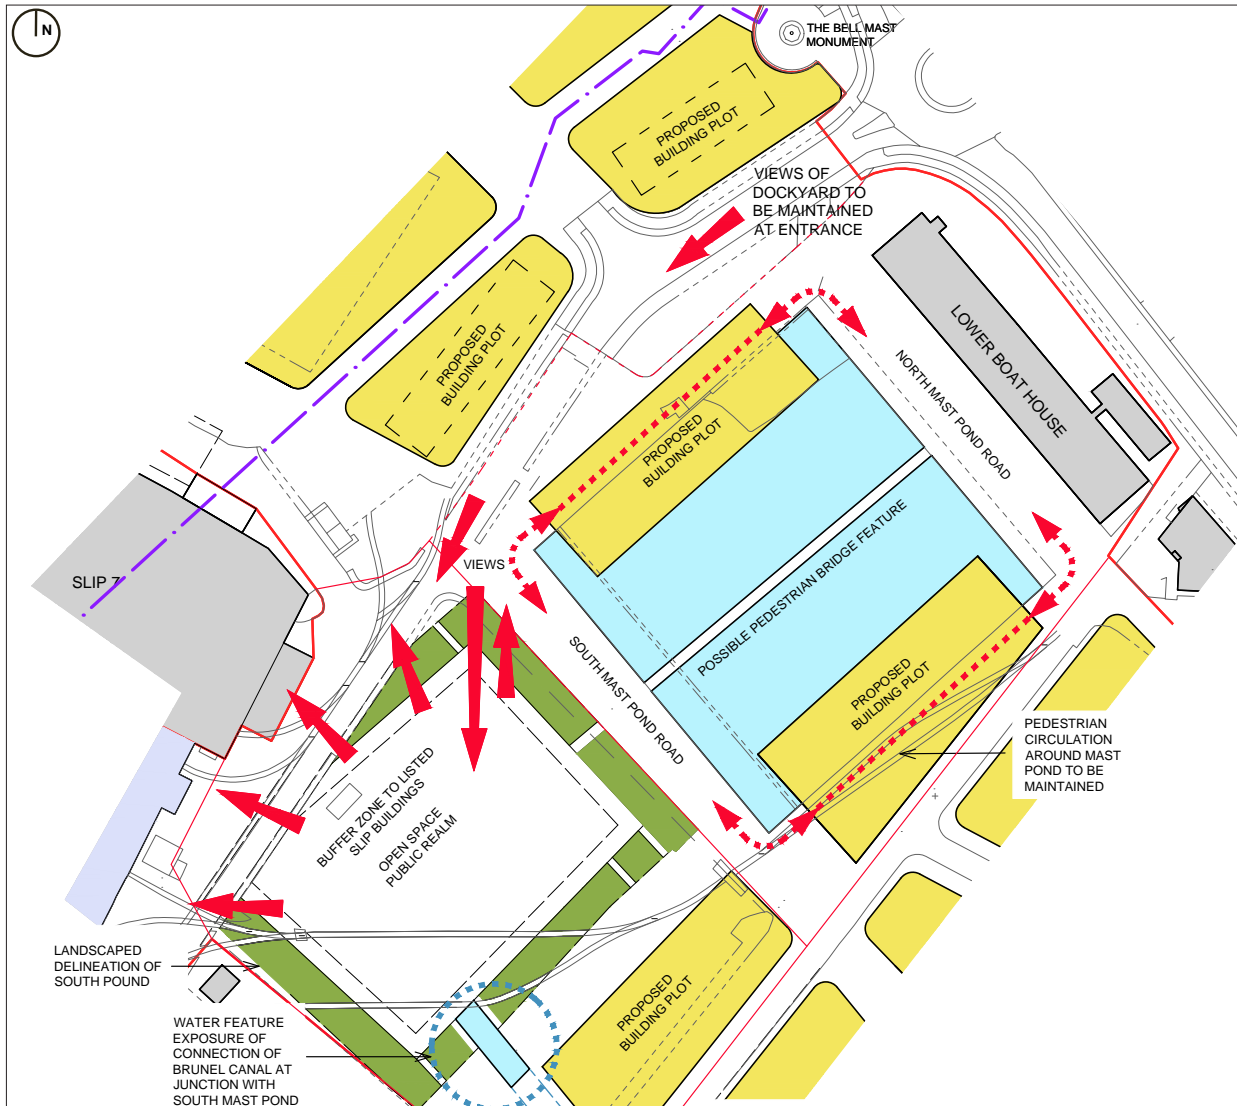 N
THE BELL MAST
MONUMENT
PROPOSED
BUILDING PLOT
VIEWS OF
DOCKYARD TO
BE MAINTAINED
AT ENTRANCE
LOWER BOAT HOUSE
PROPOSED
BUILDING PLOT
NORTH MAST POND ROAD
PROPOSED
BUILDING PLOT
POSSIBLE PEDESTRIAN BRIDGE FEATURE
VIEWS
SLIP 7
SOUTH MAST POND ROAD
PROPOSED
BUILDING PLOT
PEDESTRIAN
CIRCULATION
AROUND MAST
POND TO BE
MAINTAINED
BUFFER ZONE TO LISTED
SLIP BUILDINGS
OPEN SPACE
PUBLIC REALM
LANDSCAPED
DELINEATION OF
SOUTH POUND
PROPOSED
BUILDING PLOT
WATER FEATURE
EXPOSURE OF
CONNECTION OF
BRUNEL CANAL AT
JUNCTION WITH
SOUTH MAST POND